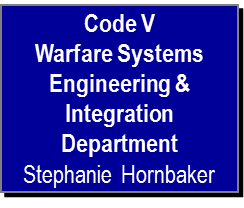 Code V
Warfare Systems
Engineering &
Integration
Department
Stephanie Hornbaker